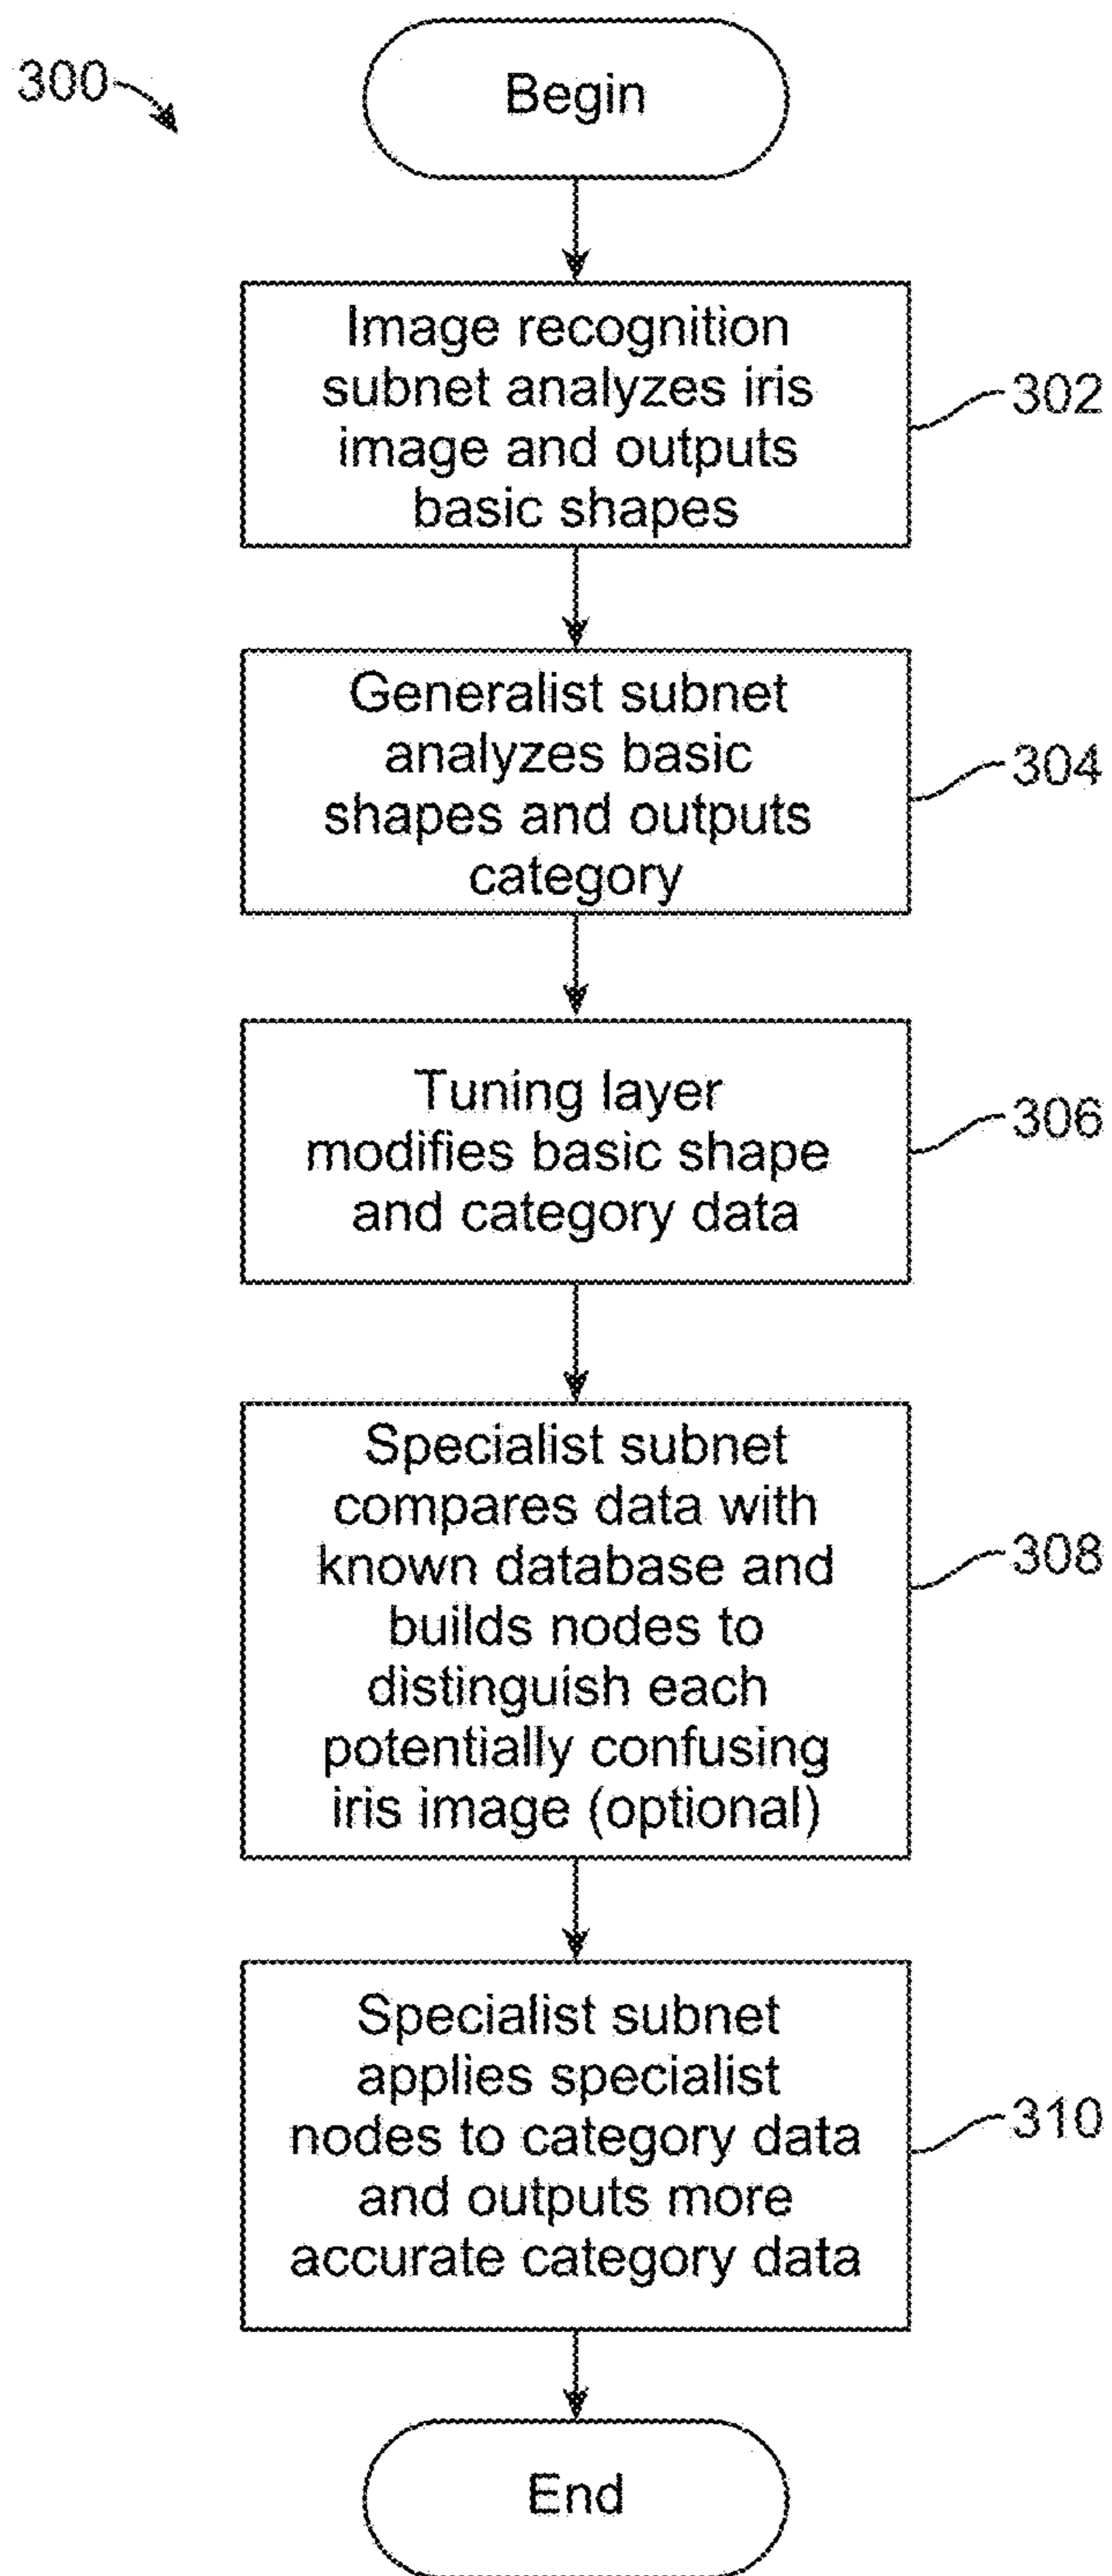 300
Begin
Image recognition
subnet analyzes iris
image and outputs
basic shapes
302
Generalist subnet
analyzes basic
shapes and outputs
category
304
Tuning layer
modifies basic shape
and category data
306
Specialist subnet
compares data with
known database and
builds nodes to
distinguish each
potentially confusing
iris image (optional)
308
Specialist subnet
applies specialist
nodes to category data
and outputs more
accurate category data
310
End